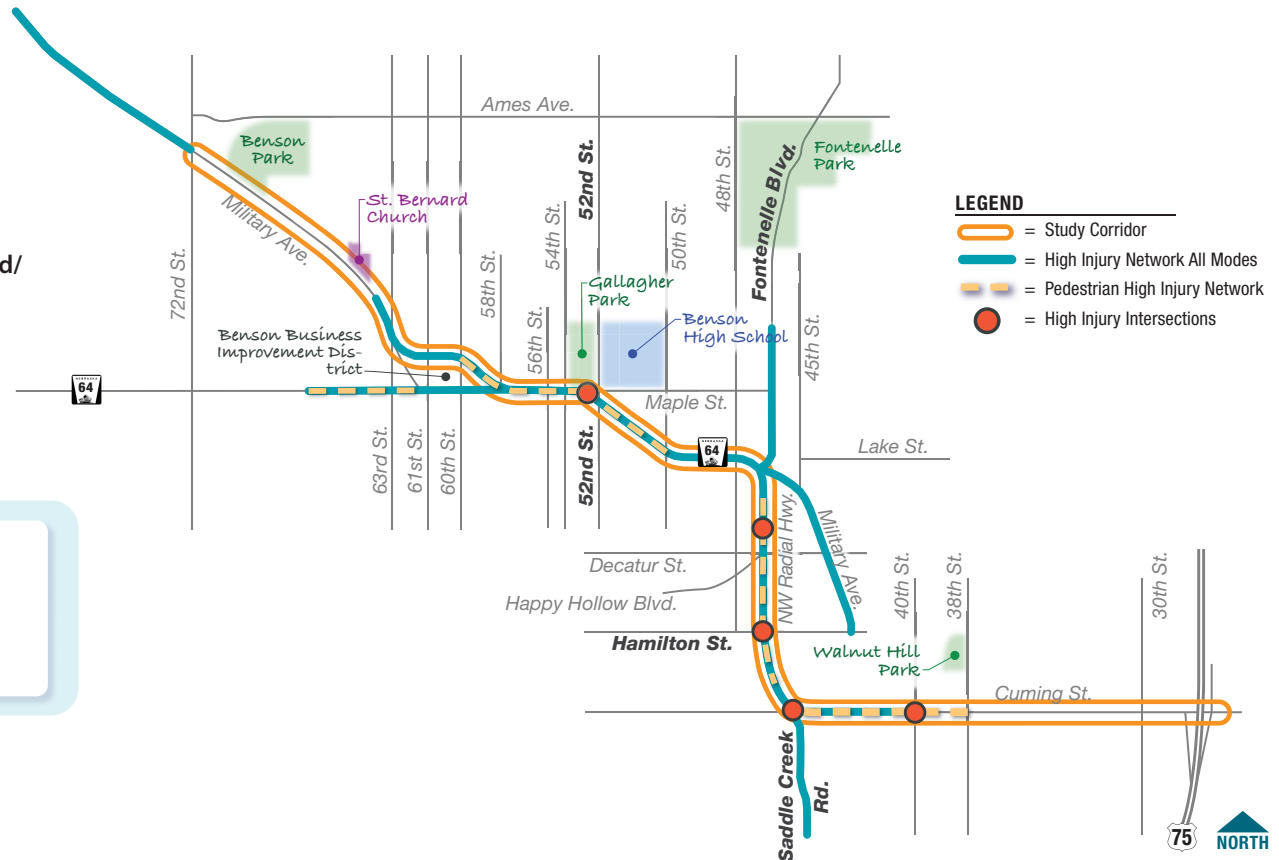 Ames Ave.
Benson
Park
Fontenelle
Park
52nd St.
48th St.
Fontenelle Blvd.
St. Bernard
Church
Military Ave.
72nd St.
54th St.
50th St.
58th St.
56th St.
45th St.
Gallagher
Park
Benson
High School
Benson Business
Improvement Dis-
trict
d/
64
Maple St.
63rd St.
61st St.
60th St.
52nd St.
NEBRASKA
64
Lake St.
NW Radial Hwy.
Military Ave.
Decatur St.
Happy Hollow Blvd.
Hamilton St.
40th St.
38th St.
30th St.
Walnut Hill
Park
Cuming St.
Saddle Creek
Rd.
75
NORTH
LEGEND
= Study Corridor
= High Injury Network All Modes
= Pedestrian High Injury Network
= High Injury Intersections